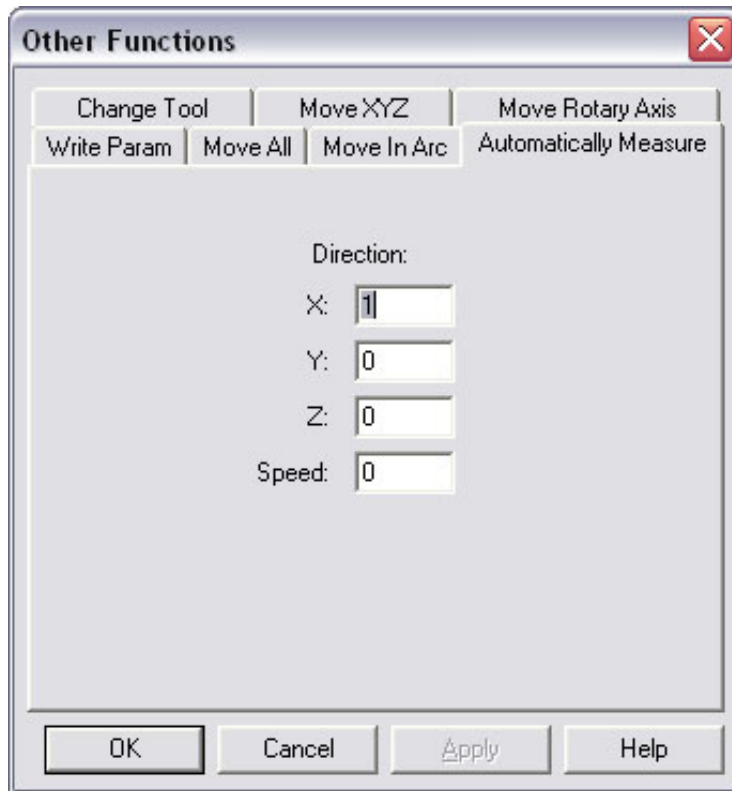 Other Functions
Change Tool Move XYZ Move Rotary Axis
Write Param Move All Move In Arc Automatically Measure
Direction:
X: 1
Y: 0
Z: 0
Speed: 0
OK Cancel Apply Help